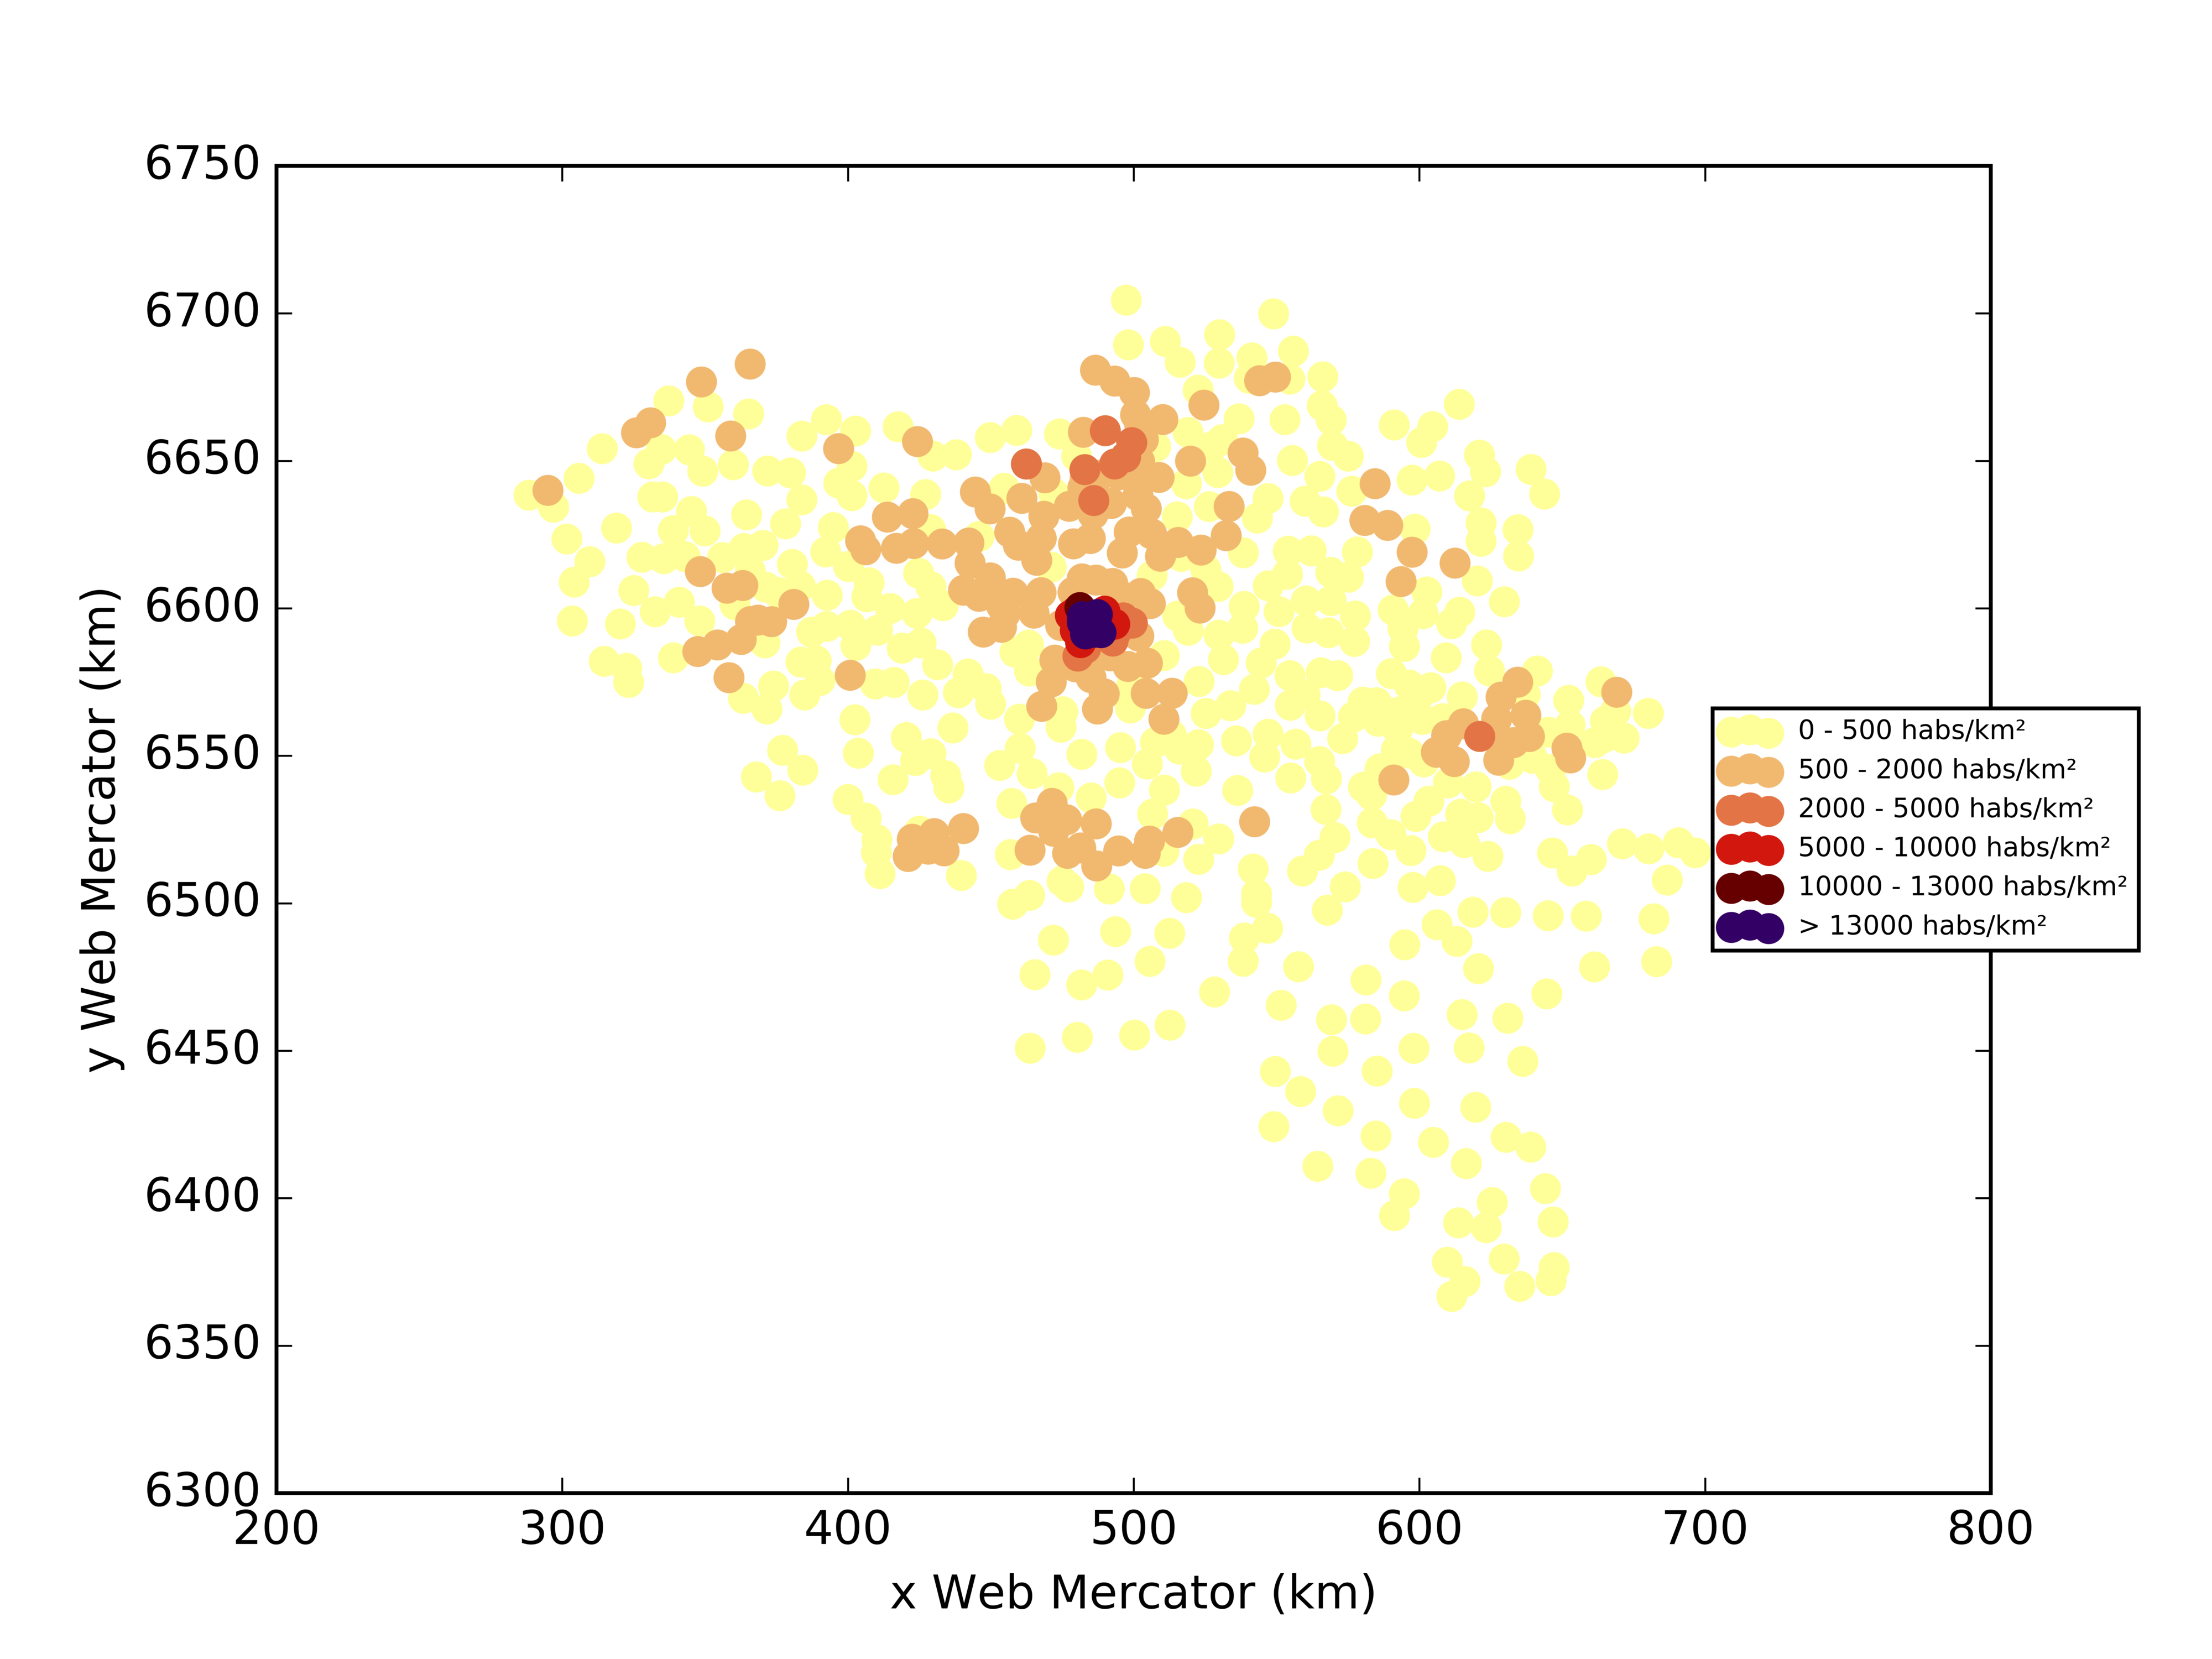 6750
6700
6650
6600
6550
6500
6450
6400
6350
6300
y Web Mercator (km)
0 - 500 habs/km²
500 - 2000 habs/km²
2000 - 5000 habs/km²
5000 - 10000 habs/km²
10000 - 13000 habs/km²
> 13000 habs/km²
200 300 400 500 600 700 800
x Web Mercator (km)